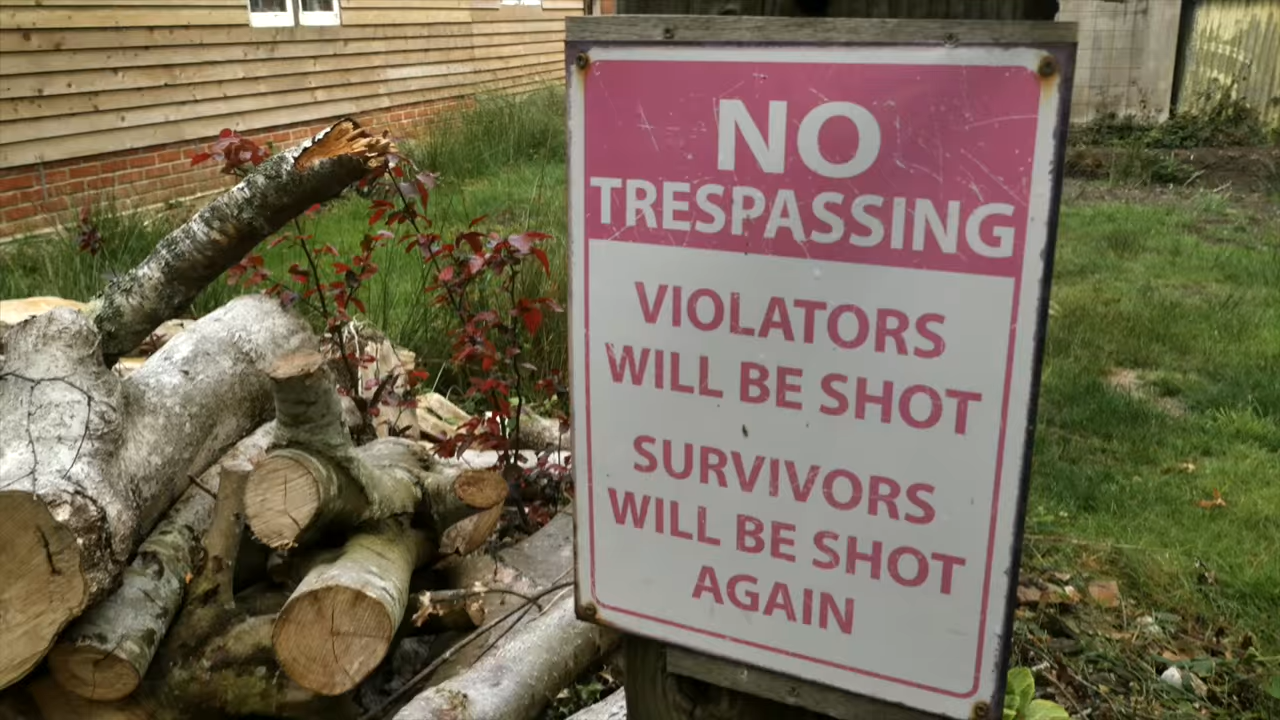 NO
TRESPASSING
VIOLATORS
WILL BE SHOT
SURVIVORS
WILL BE SHOT
AGAIN